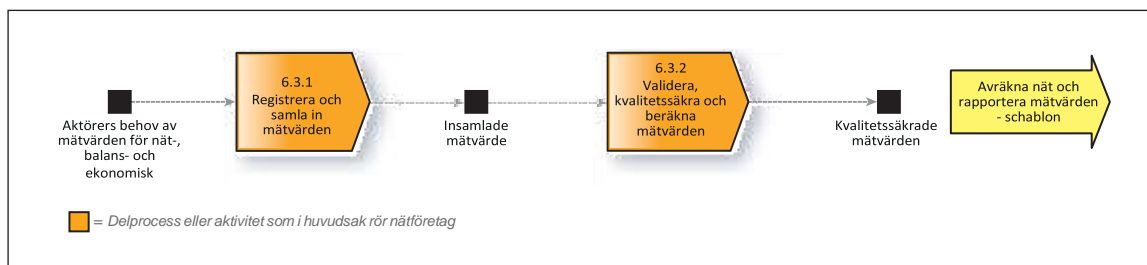 Aktörers behov av
mätvärden för nät-,
balans- och
ekonomisk
6.3.1
Registrera och
samla in
mätvärden
Insamlade
mätvärde
6.3.2
Validera,
kvalitetssäkra och
beräkna
mätvärden
Kvalitetssäkrade
mätvärden
Avräkna nät och
rapportera mätvärden
- schablon
= Delprocess eller aktivitet som i huvudsak rör nätföretag